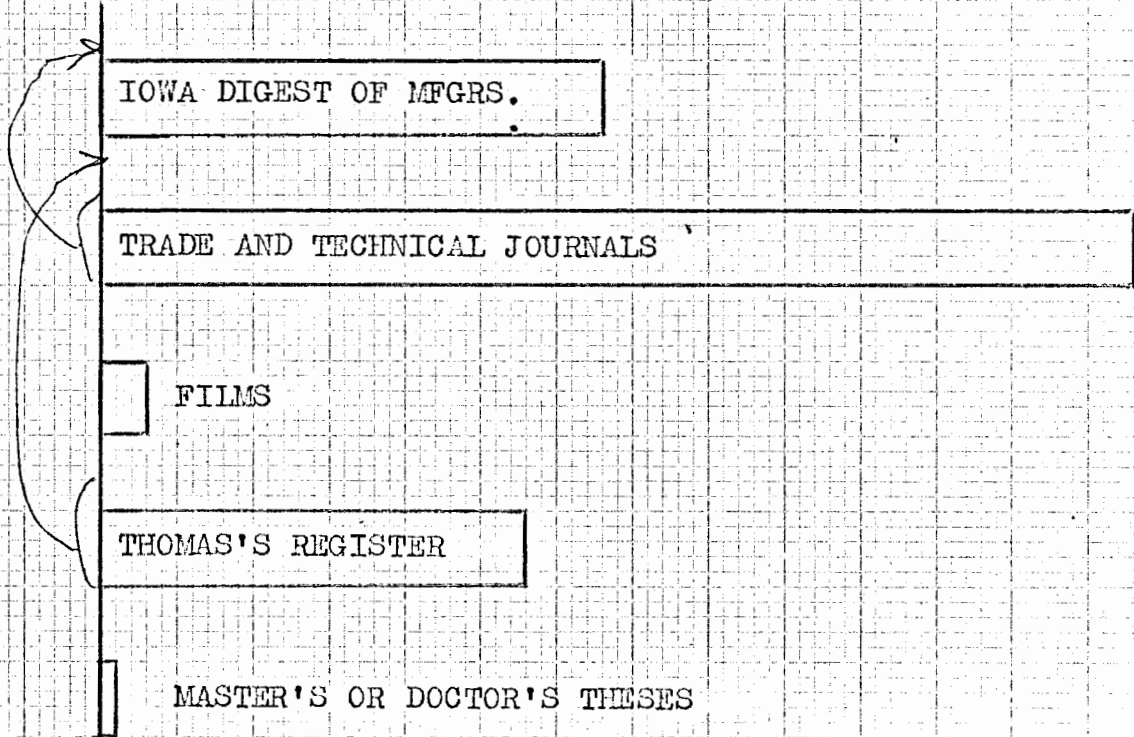 IOWA DIGEST OF MFGRS.
TRADE AND TECHNICAL JOURNALS
FILMS
THOMAS'S REGISTER
MASTER'S OR DOCTOR'S THESES